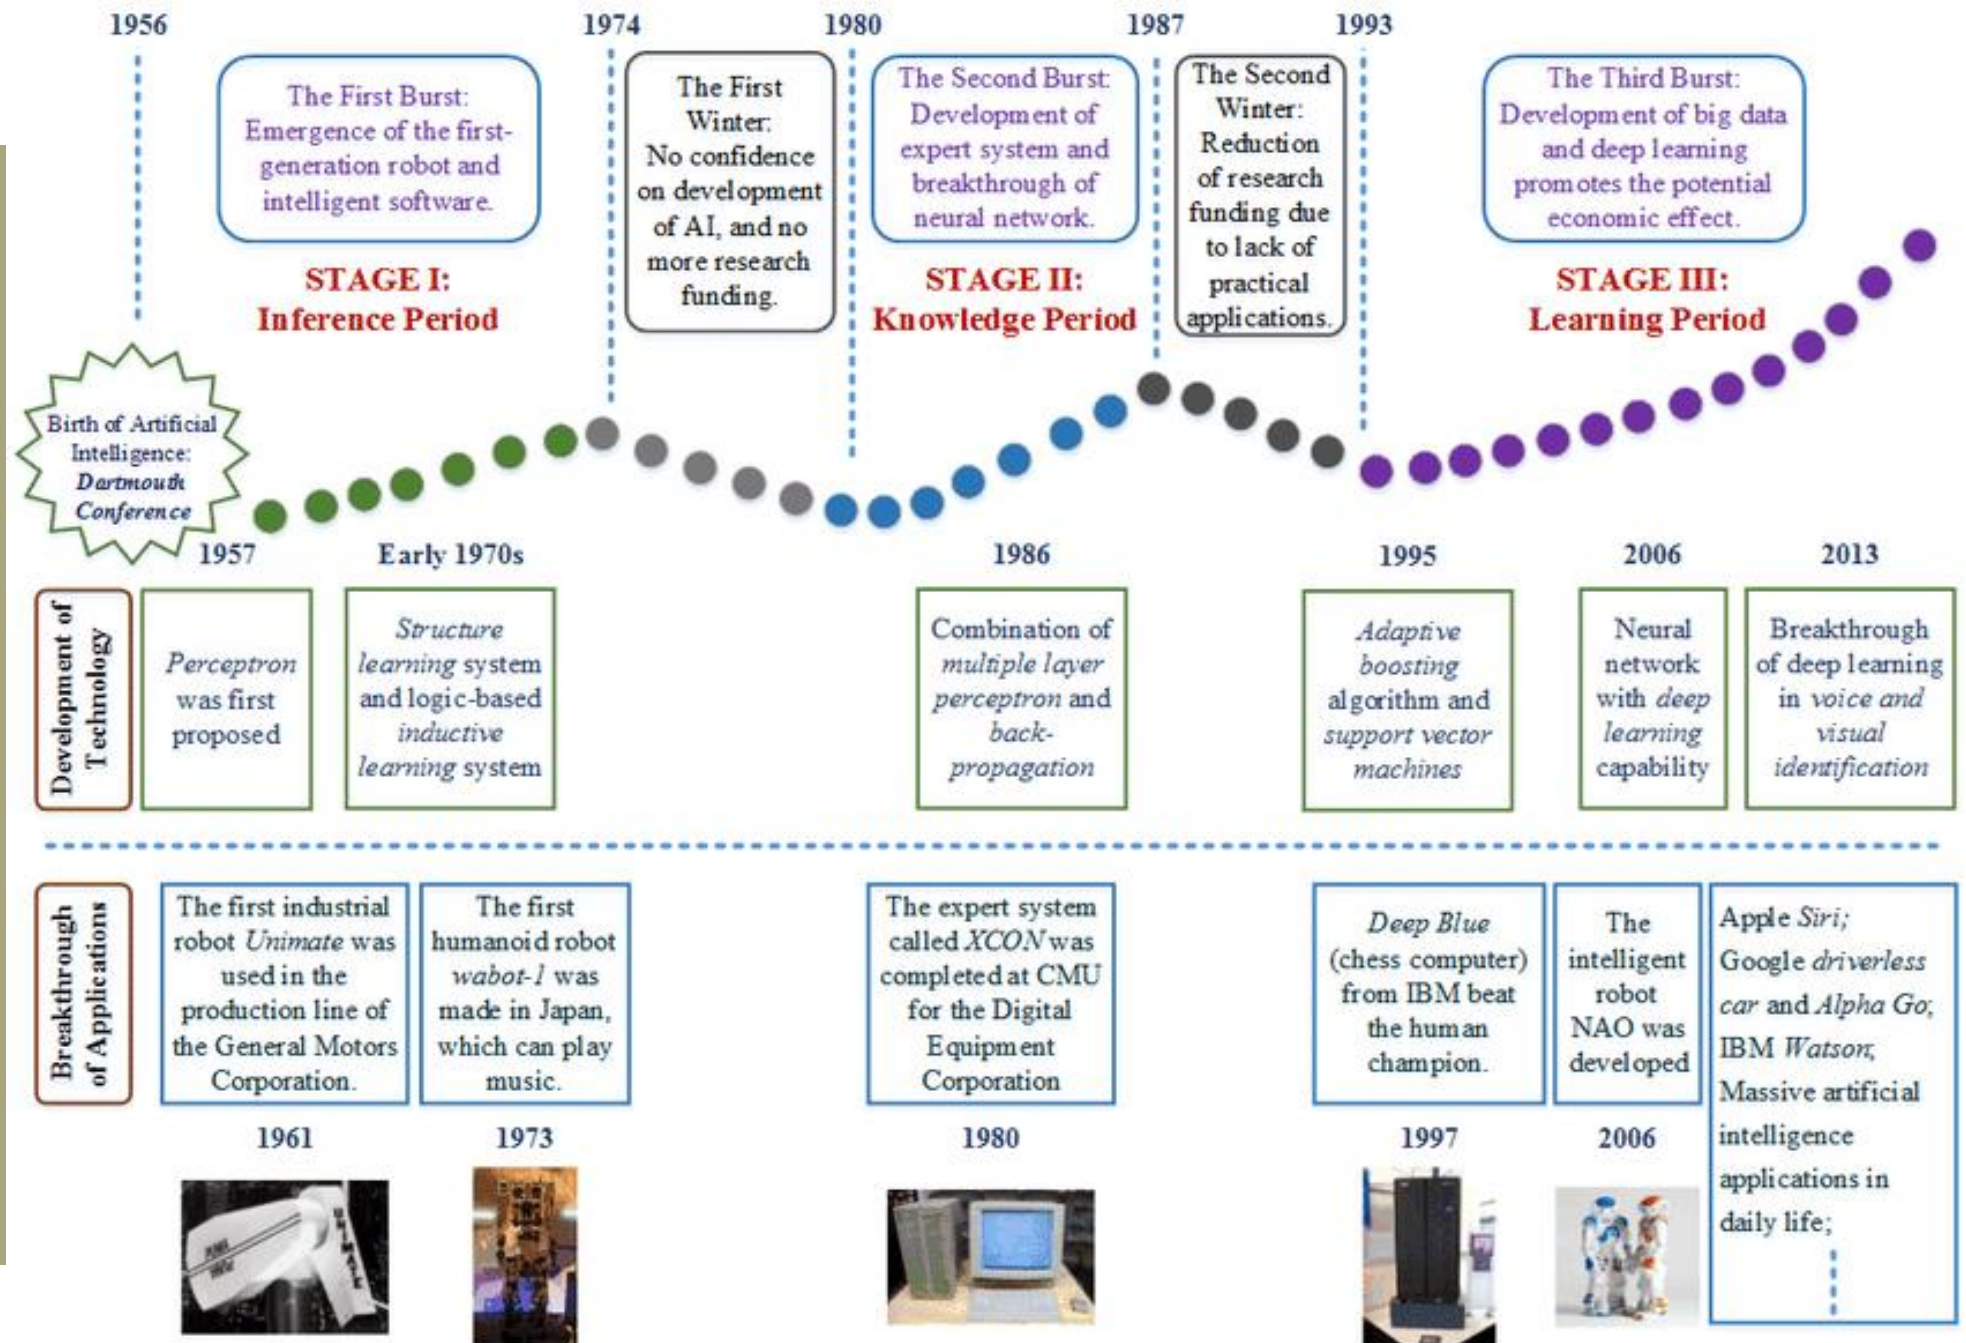 1956
1974
1980
1987
1993
The First Burst:
Emergence of the first-
generation robot and
intelligent software.
The First
Winter:
No confidence
on development
of AI, and no
more research
funding.
The Second Burst:
Development of
expert system and
breakthrough of
neural network.
The Second
Winter:
Reduction
of research
funding due
to lack of
practical
applications.
The Third Burst:
Development of big data
and deep learning
promotes the potential
economic effect.
STAGE I:
Inference Period
STAGE II:
Knowledge Period
STAGE III:
Learning Period
Birth of Artificial
Intelligence:
Dartmouth
Conference
1957
Early 1970s
1986
1995
2006
2013
Development of
Technology
Perceptron
was first
proposed
Structure
learning system
and logic-based
inductive
learning system
Combination of
multiple layer
perceptron and
back-
propagation
Adaptive
boosting
algorithm and
support vector
machines
Neural
network
with deep
learning
capability
Breakthrough
of deep learning
in voice and
visual
identification
Breakthrough
of Applications
The first industrial
robot Unimate was
used in the
production line of
the General Motors
Corporation.
The first
humanoid robot
wabot-1 was
made in Japan,
which can play
music.
The expert system
called XCON was
completed at CMU
for the Digital
Equipment
Corporation
Deep Blue
(chess computer)
from IBM beat
the human
champion.
The
intelligent
robot
NAO was
developed
Apple Siri;
Google driverless
car and Alpha Go;
IBM Watson;
Massive artificial
intelligence
applications in
daily life;
1961
1973
1980
1997
2006